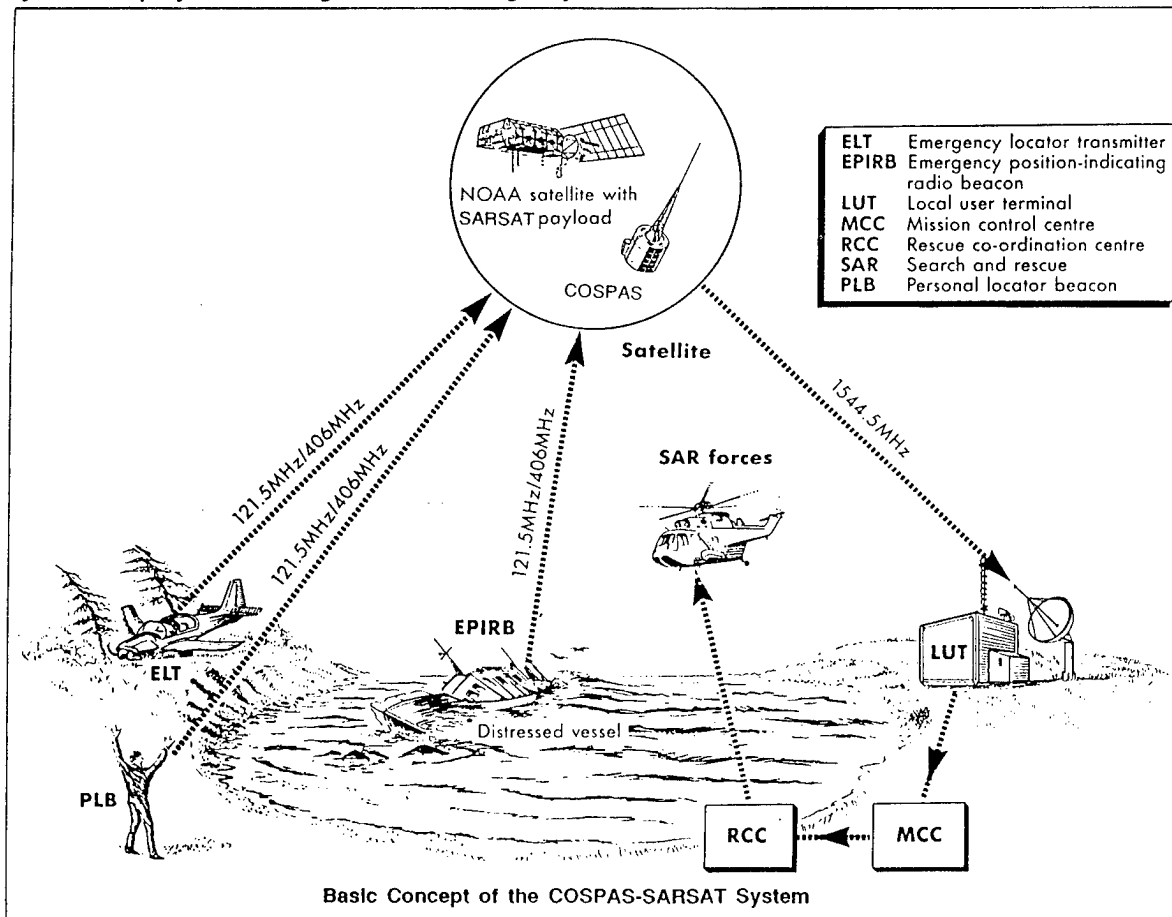 NOAA satellite with
SARSAT payload
COSPAS
Satellite
ELT Emergency locator transmitter
EPIRB Emergency position-indicating
radio beacon
LUT Local user terminal
MCC Mission control centre
RCC Rescue co-ordination centre
SAR Search and rescue
PLB Personal locator beacon
121.5MHz/406MHz
121.5MHz/406MHz
121.5MHz/406MHz
1544.5MHz
SAR forces
ELT
EPIRB
LUT
Distressed vessel
PLB
RCC
MCC
Basic Concept of the COSPAS-SARSAT System